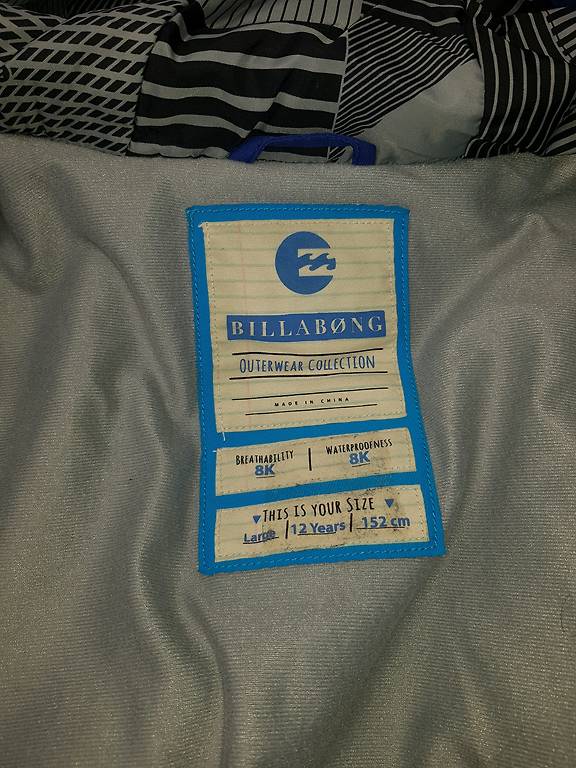 BILLABØNG
OUTERWEAR COLLECTION
MADE IN CHINA
BREATHABILITY | WATERPROOFNESS
8K 8K
THIS IS YOUR SIZE
Large | 12 Years | 152 cm